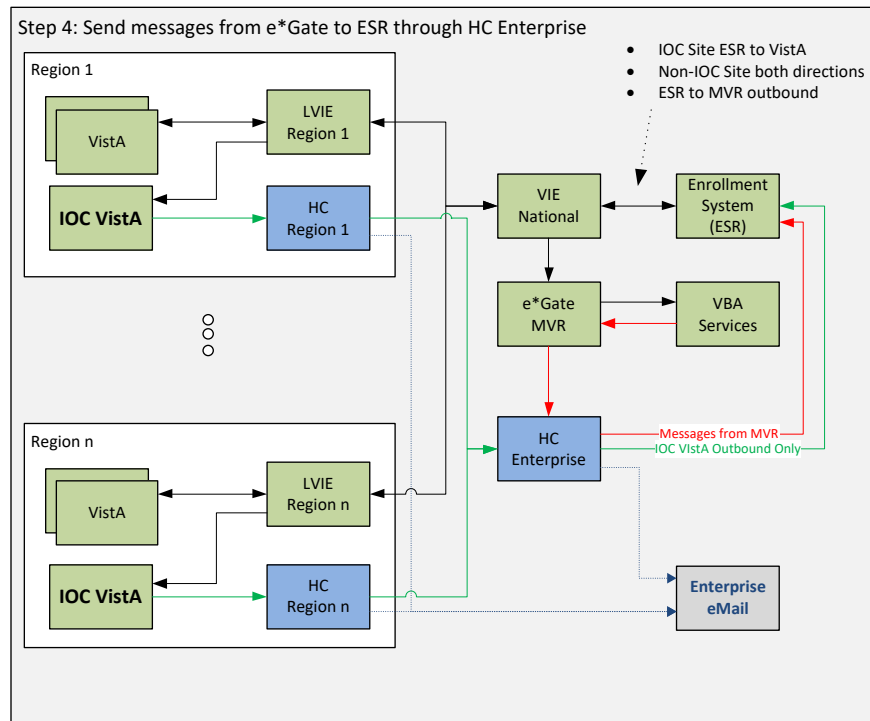 Step 4: Send messages from e*Gate to ESR through HC Enterprise
• IOC Site ESR to VistA
• Non-IOC Site both directions
• ESR to MVR outbound
Region 1
VistA
LVIE
Region 1
IOC VistA
HC
Region 1
VIE
National
Enrollment
System
(ESR)
e*Gate
MVR
VBA
Services
HC
Enterprise
Messages from MVR
IOC VIstA Outbound Only
Region n
VistA
LVIE
Region n
IOC VistA
HC
Region n
Enterprise
eMail